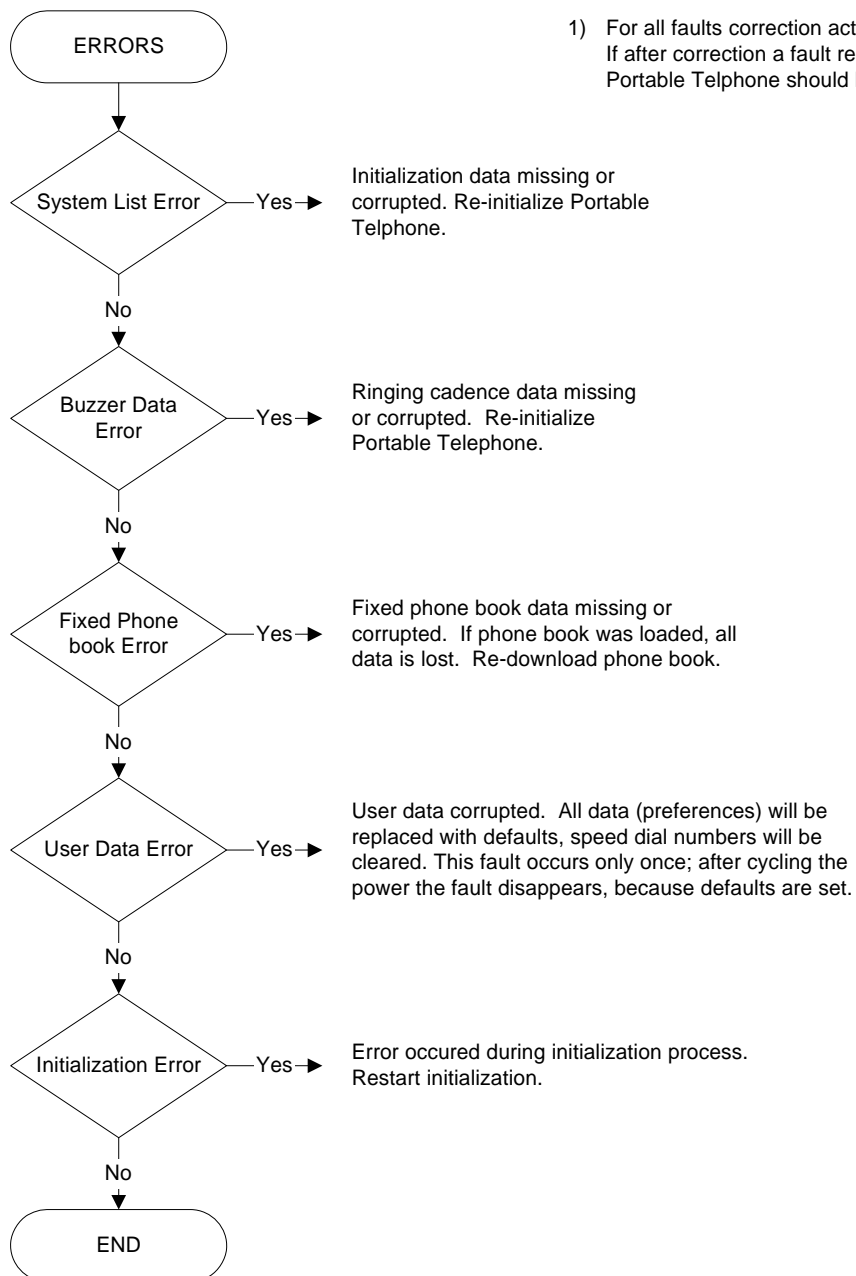 ERRORS
1) For all faults correction act
If after correction a fault re
Portable Telphone should
System List Error
Yes
Initialization data missing or
corrupted. Re-initialize Portable
Telphone.
No
Buzzer Data
Error
Yes
Ringing cadence data missing
or corrupted. Re-initialize
Portable Telephone.
No
Fixed Phone
book Error
Yes
Fixed phone book data missing or
corrupted. If phone book was loaded, all
data is lost. Re-download phone book.
No
User Data Error
Yes
User data corrupted. All data (preferences) will be
replaced with defaults, speed dial numbers will be
cleared. This fault occurs only once; after cycling the
power the fault disappears, because defaults are set.
No
Initialization Error
Yes
Error occured during initialization process.
Restart initialization.
No
END